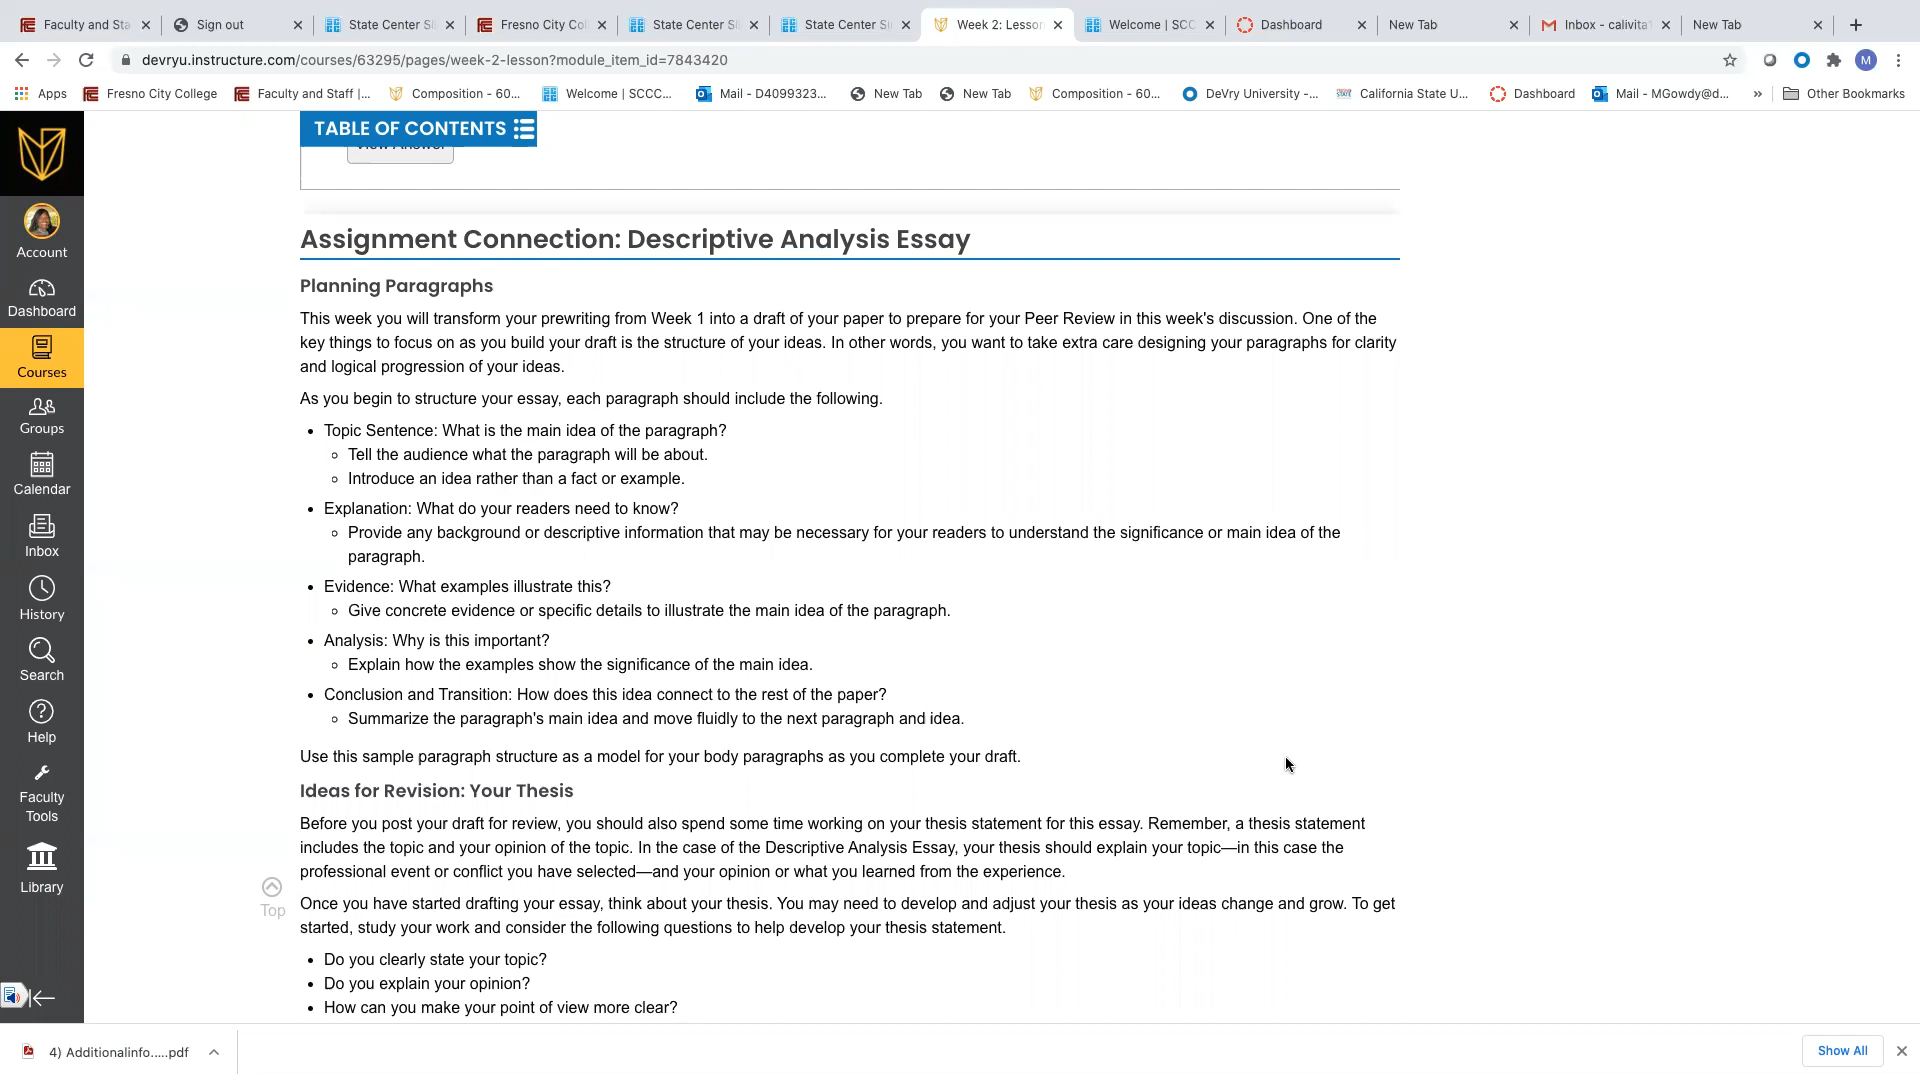 Faculty and Sta
Sign out
State Center S
Fresno City Col
State Center St
State Center St
Week 2: Lesson
Welcome | SCC
Dashboard
New Tab
Inbox - calivita
New Tab
devryu.instructure.com/courses/63295/pages/week-2-lesson?module_item_id=7843420
M
Apps
Fresno City College
Faculty and Staff |...
Composition - 60...
Welcome | SCCC...
Mail - D4099323...
New Tab
New Tab
Composition - 60...
DeVry University -...
California State U...
Dashboard
Mail - MGowdy@d...
»
Other Bookmarks
TABLE OF CONTENTS
View Answer
Assignment Connection: Descriptive Analysis Essay
Planning Paragraphs
This week you will transform your prewriting from Week 1 into a draft of your paper to prepare for your Peer Review in this week's discussion. One of the
key things to focus on as you build your draft is the structure of your ideas. In other words, you want to take extra care designing your paragraphs for clarity
and logical progression of your ideas.
As you begin to structure your essay, each paragraph should include the following.
• Topic Sentence: What is the main idea of the paragraph?
◦ Tell the audience what the paragraph will be about.
◦ Introduce an idea rather than a fact or example.
• Explanation: What do your readers need to know?
◦ Provide any background or descriptive information that may be necessary for your readers to understand the significance or main idea of the
paragraph.
• Evidence: What examples illustrate this?
◦ Give concrete evidence or specific details to illustrate the main idea of the paragraph.
• Analysis: Why is this important?
◦ Explain how the examples show the significance of the main idea.
• Conclusion and Transition: How does this idea connect to the rest of the paper?
◦ Summarize the paragraph's main idea and move fluidly to the next paragraph and idea.
Use this sample paragraph structure as a model for your body paragraphs as you complete your draft.
Ideas for Revision: Your Thesis
Before you post your draft for review, you should also spend some time working on your thesis statement for this essay. Remember, a thesis statement
includes the topic and your opinion of the topic. In the case of the Descriptive Analysis Essay, your thesis should explain your topic—in this case the
professional event or conflict you have selected—and your opinion or what you learned from the experience.
Once you have started drafting your essay, think about your thesis. You may need to develop and adjust your thesis as your ideas change and grow. To get
started, study your work and consider the following questions to help develop your thesis statement.
• Do you clearly state your topic?
• Do you explain your opinion?
• How can you make your point of view more clear?
Top
Account
Dashboard
Courses
Groups
Calendar
Inbox
History
Search
Help
Faculty
Tools
Library
4) Additionalinfo.....pdf
Show All